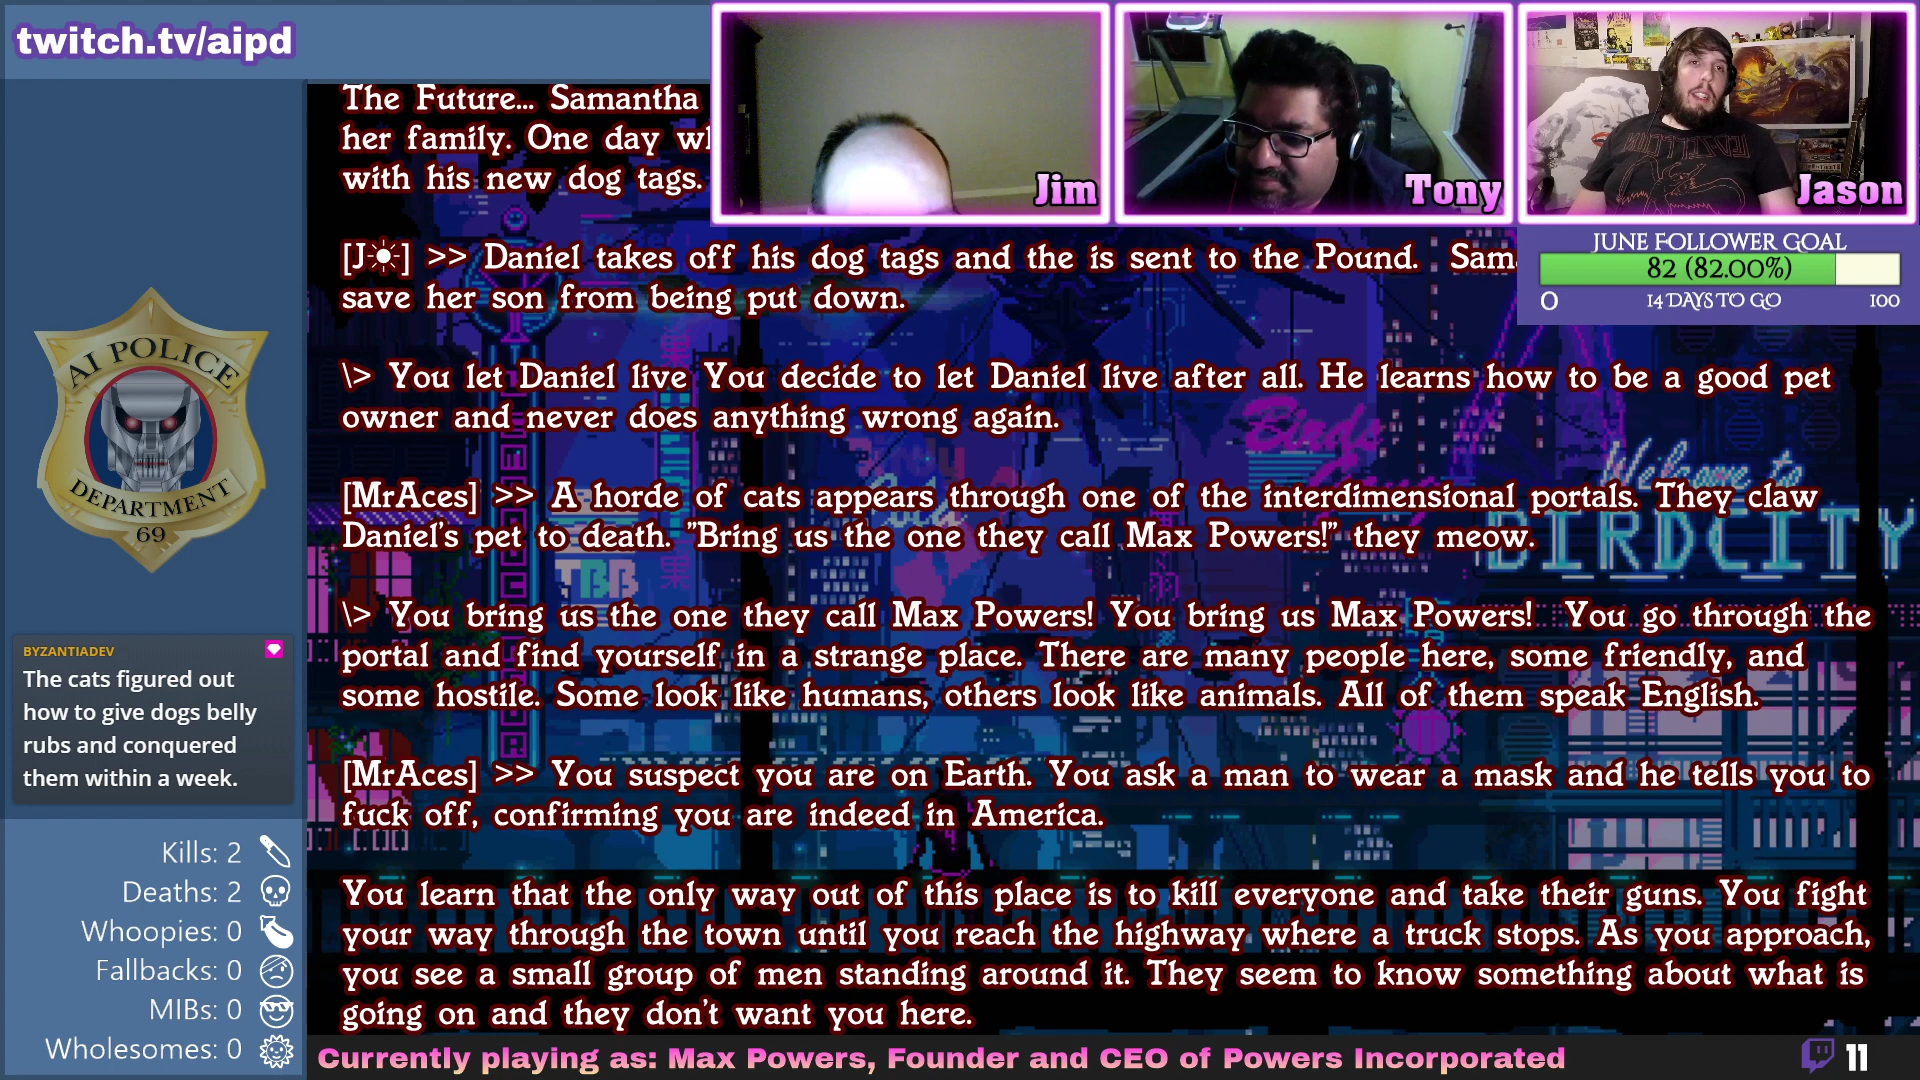 twitch.tv/aipd
Jim
Tony
Jason
JUNE FOLLOWER GOAL
82 (82.00%)
0 14 DAYS TO GO 100
The Future... Samantha
her family. One day
with his new dog tags.
[J☀] >> Daniel takes off his dog tags and the is sent to the Pound. Sam
save her son from being put down.
\> You let Daniel live You decide to let Daniel live after all. He learns how to be a good pet
owner and never does anything wrong again.
[MrAces] >> A horde of cats appears through one of the interdimensional portals. They claw
Daniel's pet to death. "Bring us the one they call Max Powers!" they meow.
\> You bring us the one they call Max Powers! You bring us Max Powers! You go through the
portal and find yourself in a strange place. There are many people here, some friendly, and
some hostile. Some look like humans, others look like animals. All of them speak English.
[MrAces] >> You suspect you are on Earth. You ask a man to wear a mask and he tells you to
fuck off, confirming you are indeed in America.
You learn that the only way out of this place is to kill everyone and take their guns. You fight
your way through the town until you reach the highway where a truck stops. As you approach,
you see a small group of men standing around it. They seem to know something about what is
going on and they don't want you here.
Birds
Welcome to
BIRDCITY
TBB
AI POLICE
DEPARTMENT
69
BYZANTIADEV
The cats figured out
how to give dogs belly
rubs and conquered
them within a week.
Kills: 2
Deaths: 2
Whoopies: 0
Fallbacks: 0
MIBs: 0
Wholesomes: 0
Currently playing as: Max Powers, Founder and CEO of Powers Incorporated
11